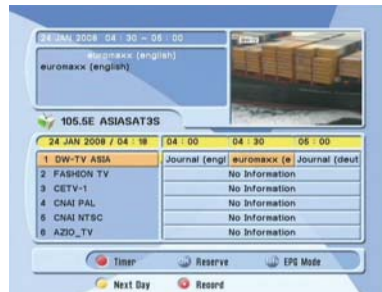 24 JAN 2008 04 : 30 ~ 05 : 00
euromaxx (english)
euromaxx (english)
105.5E ASIASAT3S
24 JAN 2008 / 04 : 18 04 : 00 04 : 30 05 : 00
1 DW-TV ASIA Journal (engl euromaxx (e Journal (deut
2 FASHION TV No Information
3 CETV-1 No Information
4 CNAI PAL No Information
5 CNAI NTSC No Information
6 AZIO_TV No Information
Timer Reserve EPG Mode
Next Day Record